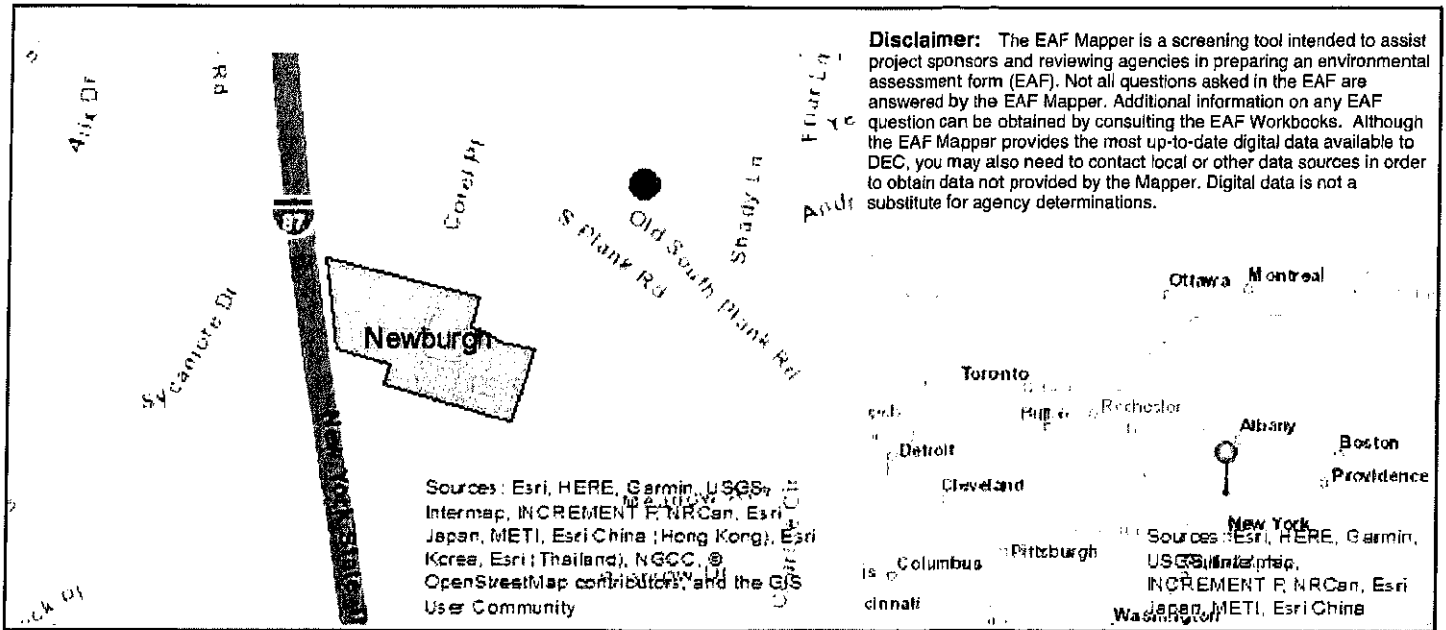 Disclaimer: The EAF Mapper is a screening tool intended to assist
project sponsors and reviewing agencies in preparing an environmental
assessment form (EAF). Not all questions asked in the EAF are
answered by the EAF Mapper. Additional information on any EAF
question can be obtained by consulting the EAF Workbooks. Although
the EAF Mapper provides the most up-to-date digital data available to
DEC, you may also need to contact local or other data sources in order
to obtain data not provided by the Mapper. Digital data is not a
substitute for agency determinations.
Rd
87
Shady Ln
Old South Plank Rd
S Plank Rd
Sycamore Dr
Newburgh
Sources: Esri, HERE, Garmin, USGS,
Intermap, INCREMENT P, NRCan, Esri
Japan, METI, Esri China (Hong Kong), Esri
Korea, Esri (Thailand), NGCC, ©
OpenStreetMap contributors, and the GIS
User Community
Ottawa
Montreal
Toronto
Rochester
Albany
Boston
Detroit
Providence
Cleveland
New York
Pittsburgh
Columbus
cinnati
Washington
Sources: Esri, HERE, Garmin,
USGS, Intermap,
INCREMENT P, NRCan, Esri
Japan, METI, Esri China